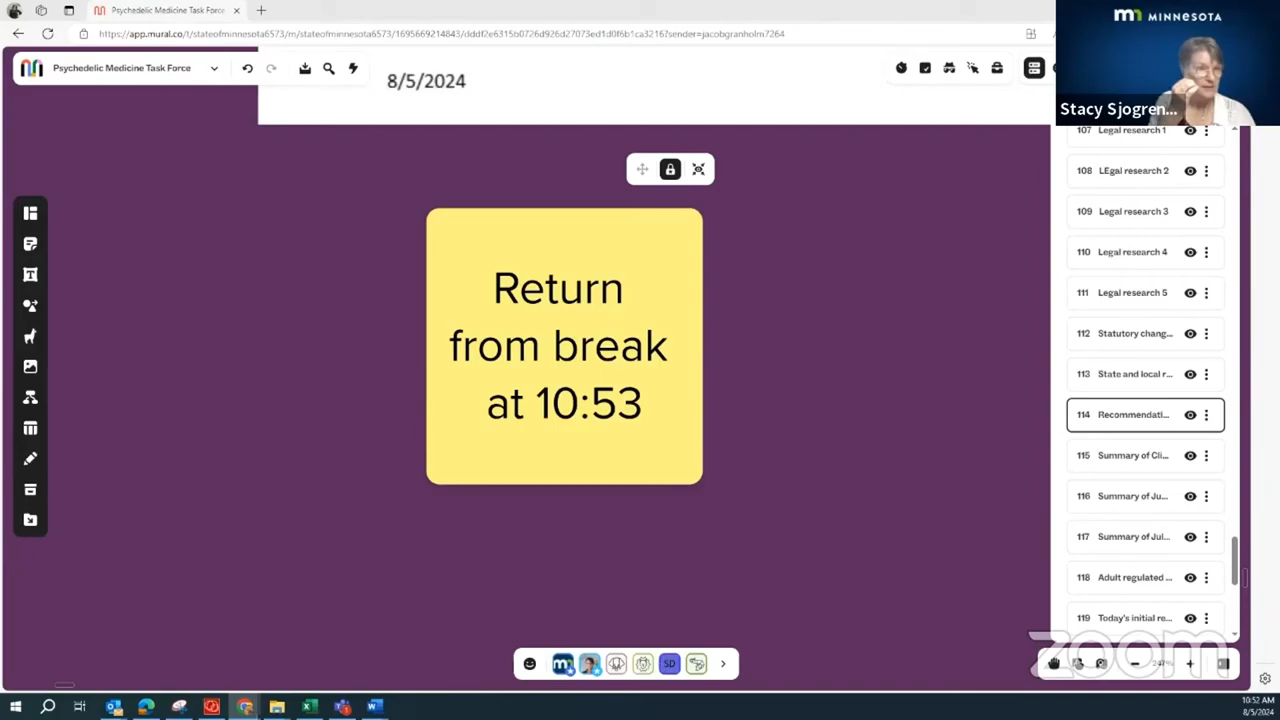 Psychedelic Medicine Task Force
https://app.mural.co/t/stateofminnesota6573/m/stateofmnnesota6573/1695669214843/dddf2e6315b0726d926d27073ed1d0f6b1ca3216?sender=jacobgranholm7264
MINNESOTA
Psychedelic Medicine Task Force
8/5/2024
Stacy Sjogren...
107 Legal research 1
108 LEgal research 2
109 Legal research 3
110 Legal research 4
111 Legal research 5
112 Statutory chang...
113 State and local r...
114 Recommendati...
115 Summary of Cli...
116 Summary of Ju...
117 Summary of Jul...
118 Adult regulated ...
119 Today's initial re...
Return
from break
at 10:53
SD
zoom
10:52 AM
8/5/2024